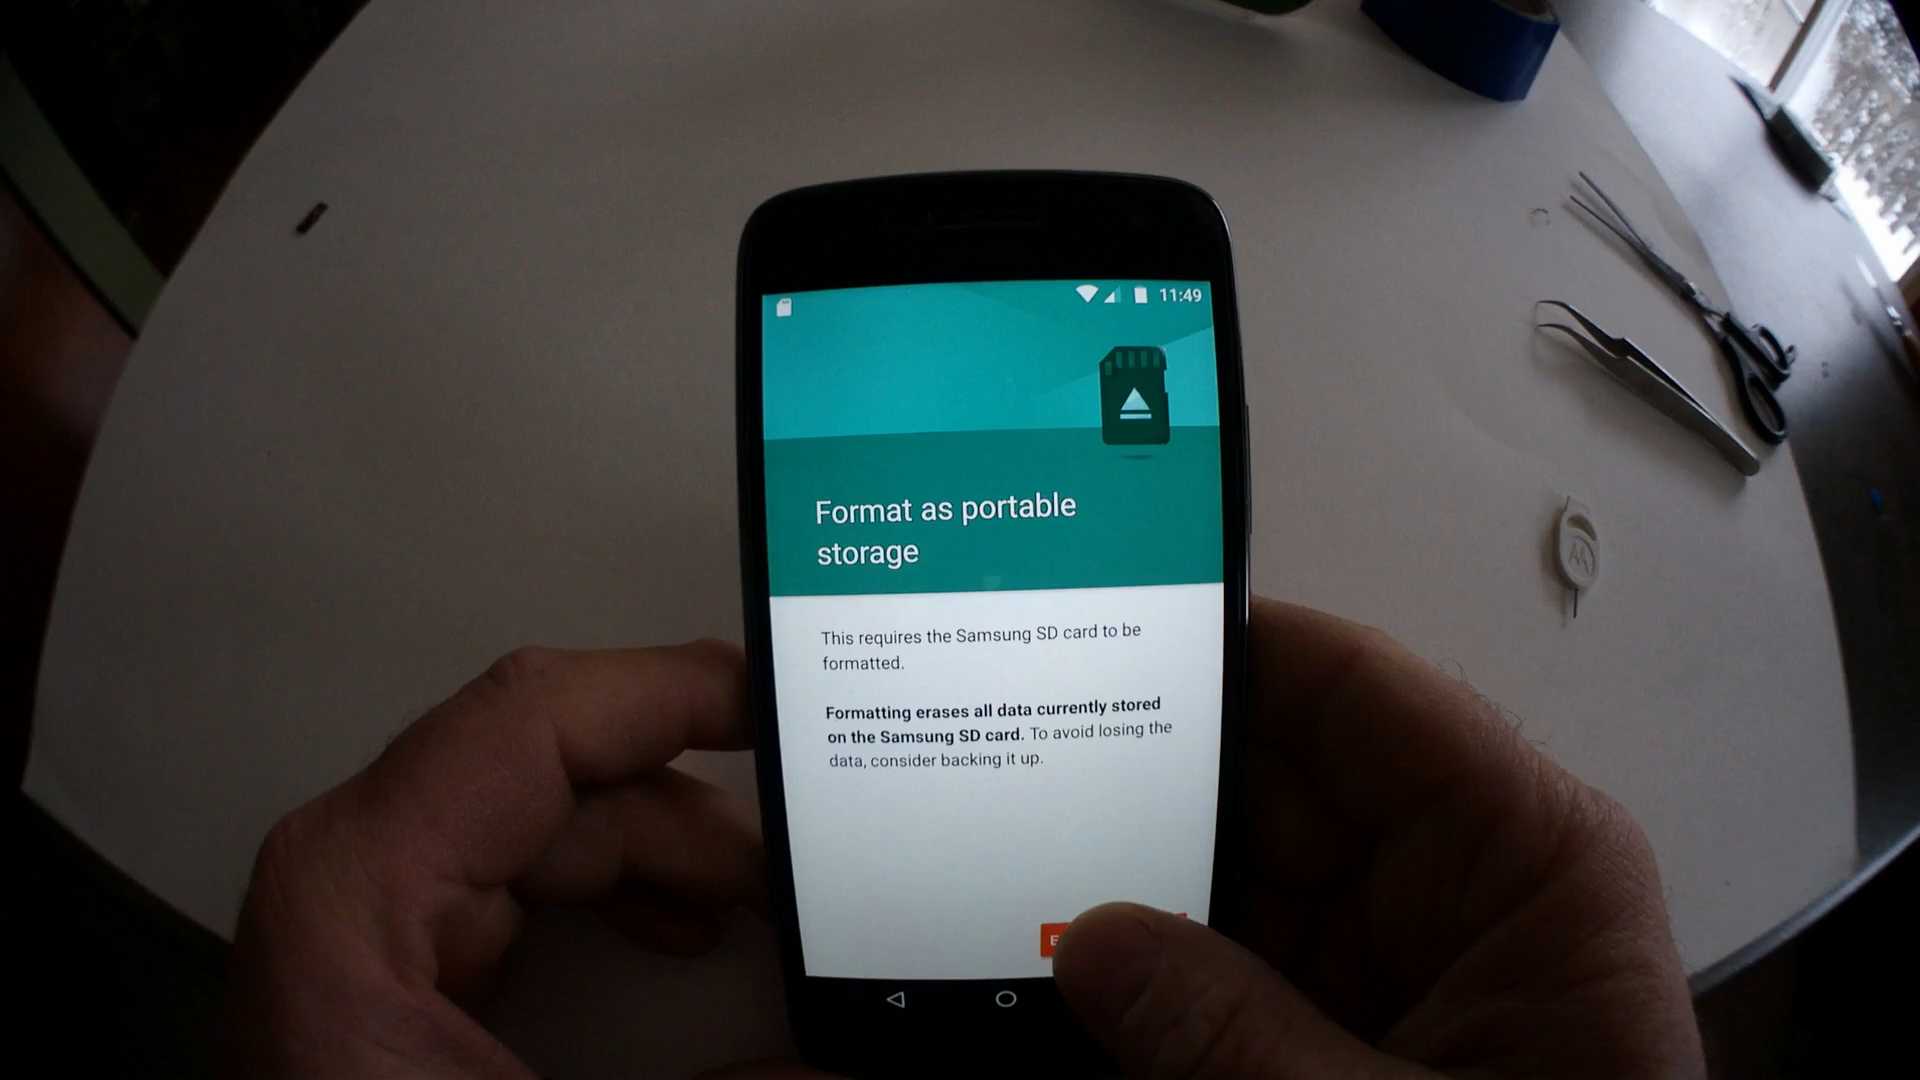 11:49
Format as portable
storage
This requires the Samsung SD card to be
formatted.
Formatting erases all data currently stored
on the Samsung SD card. To avoid losing the
data, consider backing it up.